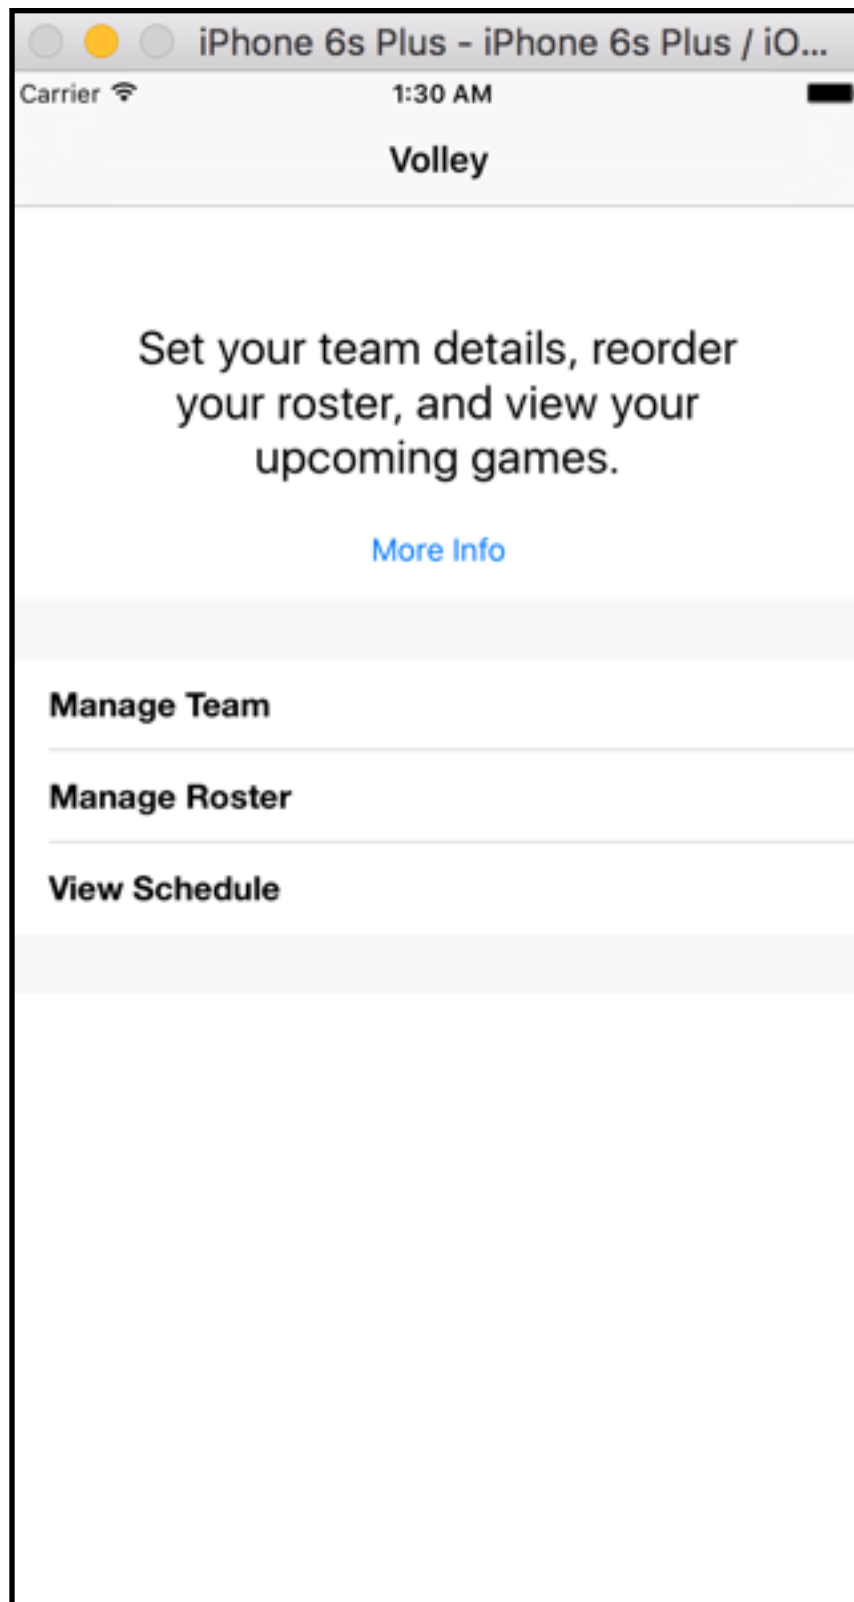 iPhone 6s Plus - iPhone 6s Plus / iO...
Carrier 1:30 AM
Volley
Set your team details, reorder
your roster, and view your
upcoming games.
More Info
Manage Team
Manage Roster
View Schedule